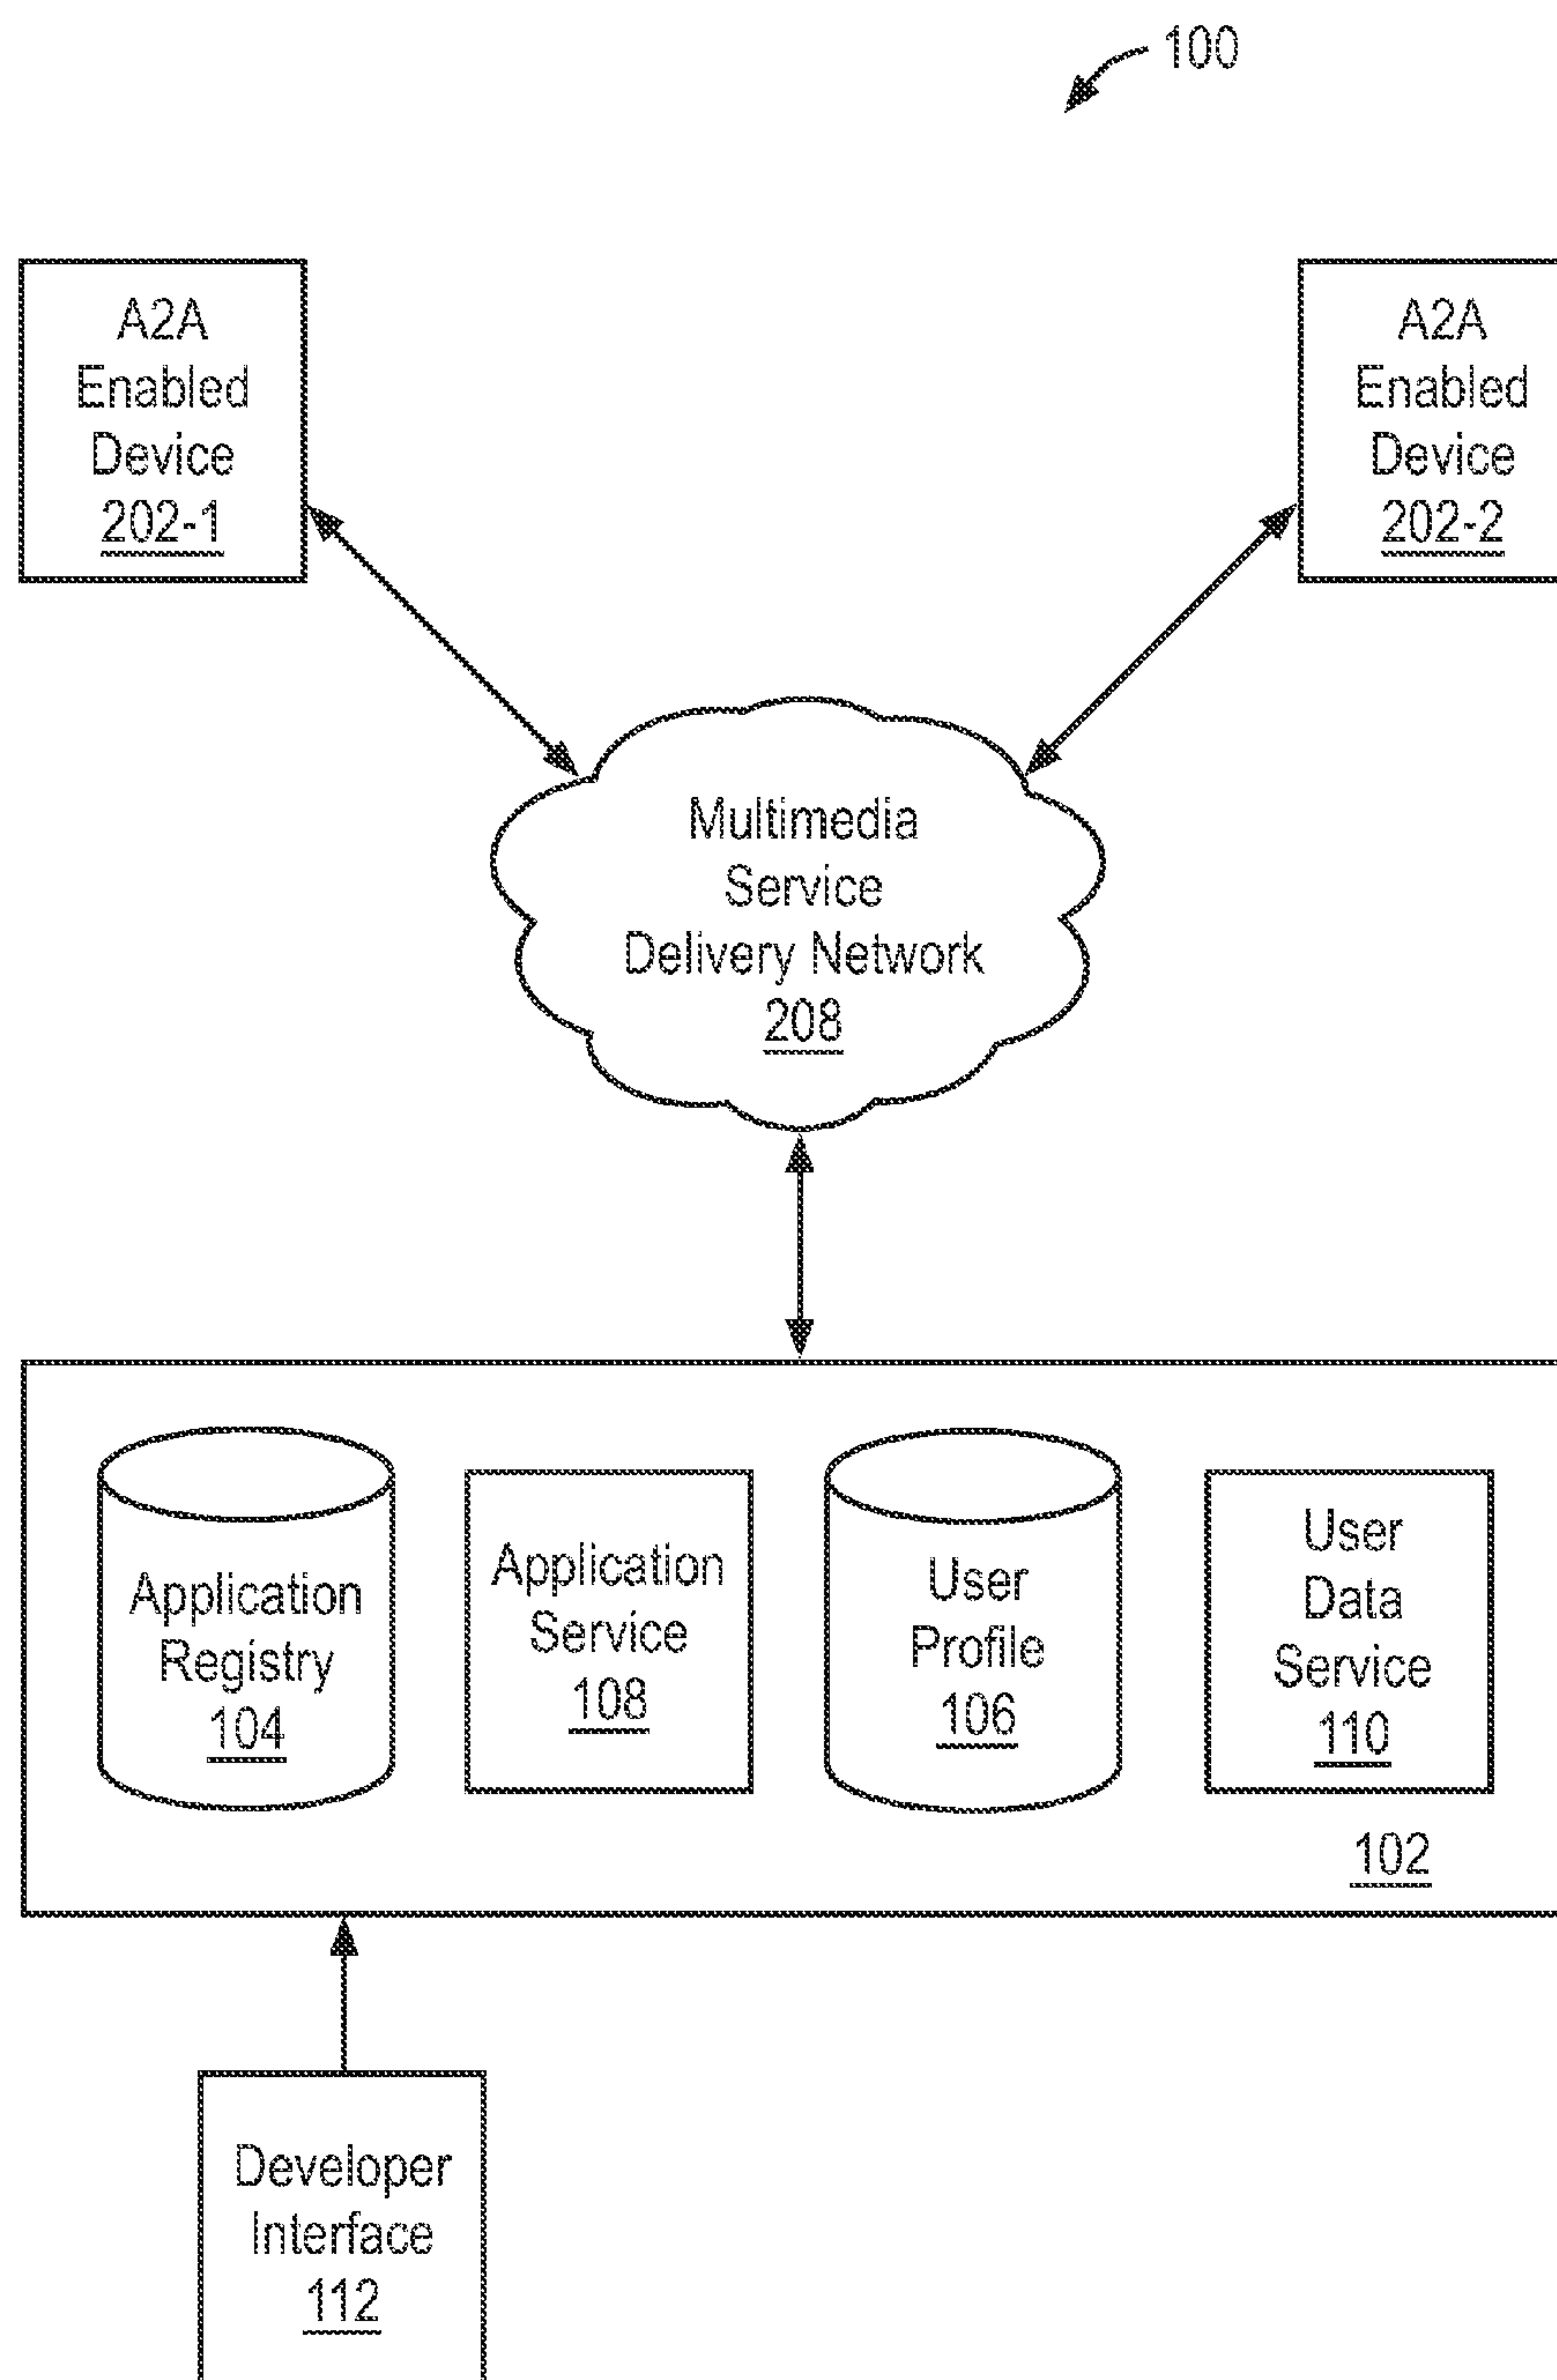 100
A2A
Enabled
Device
202-1
A2A
Enabled
Device
202-2
Multimedia
Service
Delivery Network
208
Application
Registry
104
Application
Service
108
User
Profile
106
User
Data
Service
110
102
Developer
Interface
112